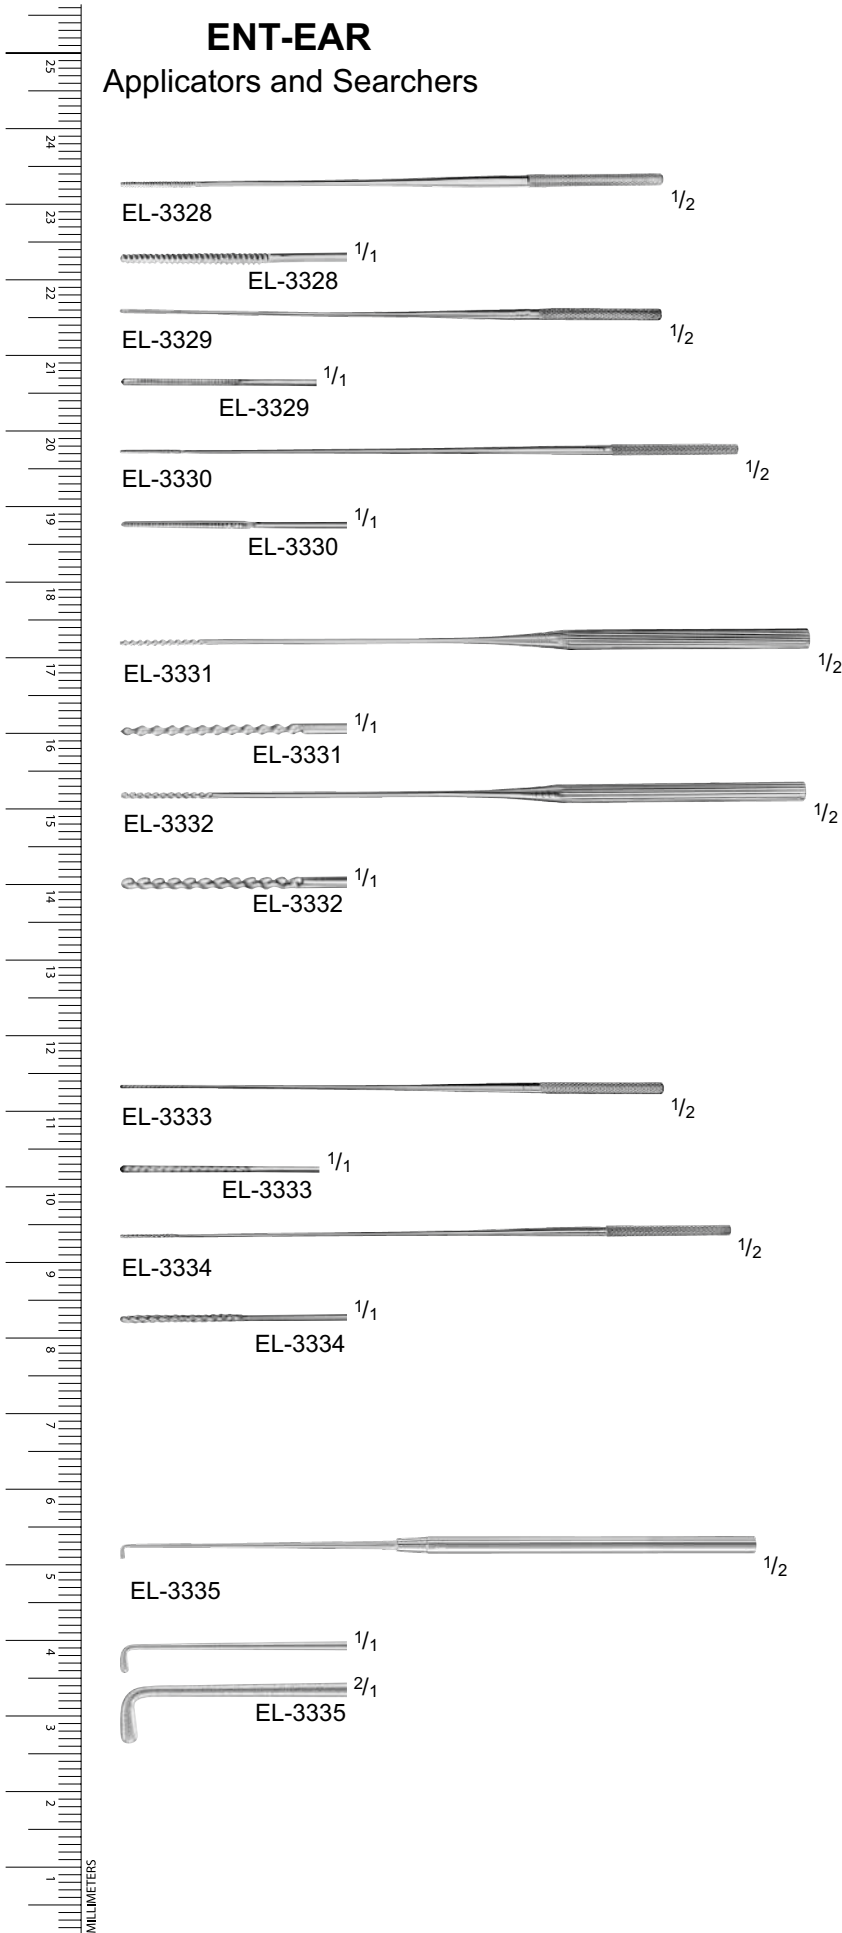 ENT-EAR
Applicators and Searchers
25
24
1/2
EL-3328
23
1/1
EL-3328
22
1/2
EL-3329
21
1/1
EL-3329
20
1/2
EL-3330
19
1/1
EL-3330
18
1/2
EL-3331
17
1/1
EL-3331
16
1/2
EL-3332
15
1/1
EL-3332
14
13
12
1/2
EL-3333
11
1/1
EL-3333
10
1/2
EL-3334
9
1/1
EL-3334
8
7
6
1/2
EL-3335
5
1/1
4
2/1
EL-3335
3
2
1
MILLIMETERS